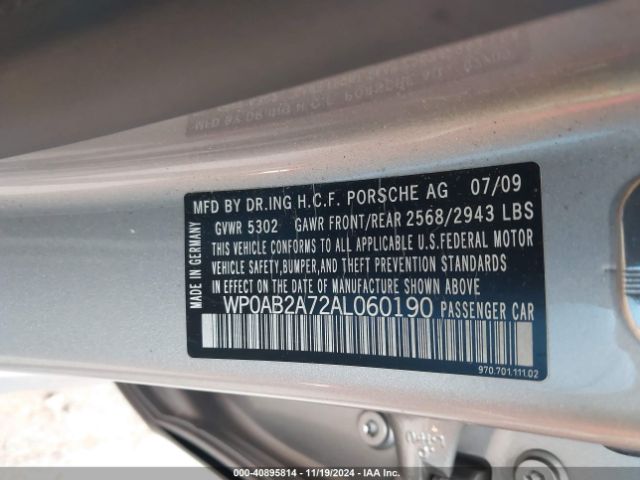 MFD BY DR.ING H.C.F. PORSCHE AG 07/09
GVWR 5302 GAWR FRONT/REAR 2568/2943 LBS
THIS VEHICLE CONFORMS TO ALL APPLICABLE U.S.FEDERAL MOTOR
VEHICLE SAFETY,BUMPER,AND THEFT PREVENTION STANDARDS
IN EFFECT ON THE DATE OF MANUFACTURE SHOWN ABOVE
WP0AB2A72AL060190 PASSENGER CAR
MADE IN GERMANY
970.701.111.02
000-40895814 | 11/19/2024 | IAA Inc.